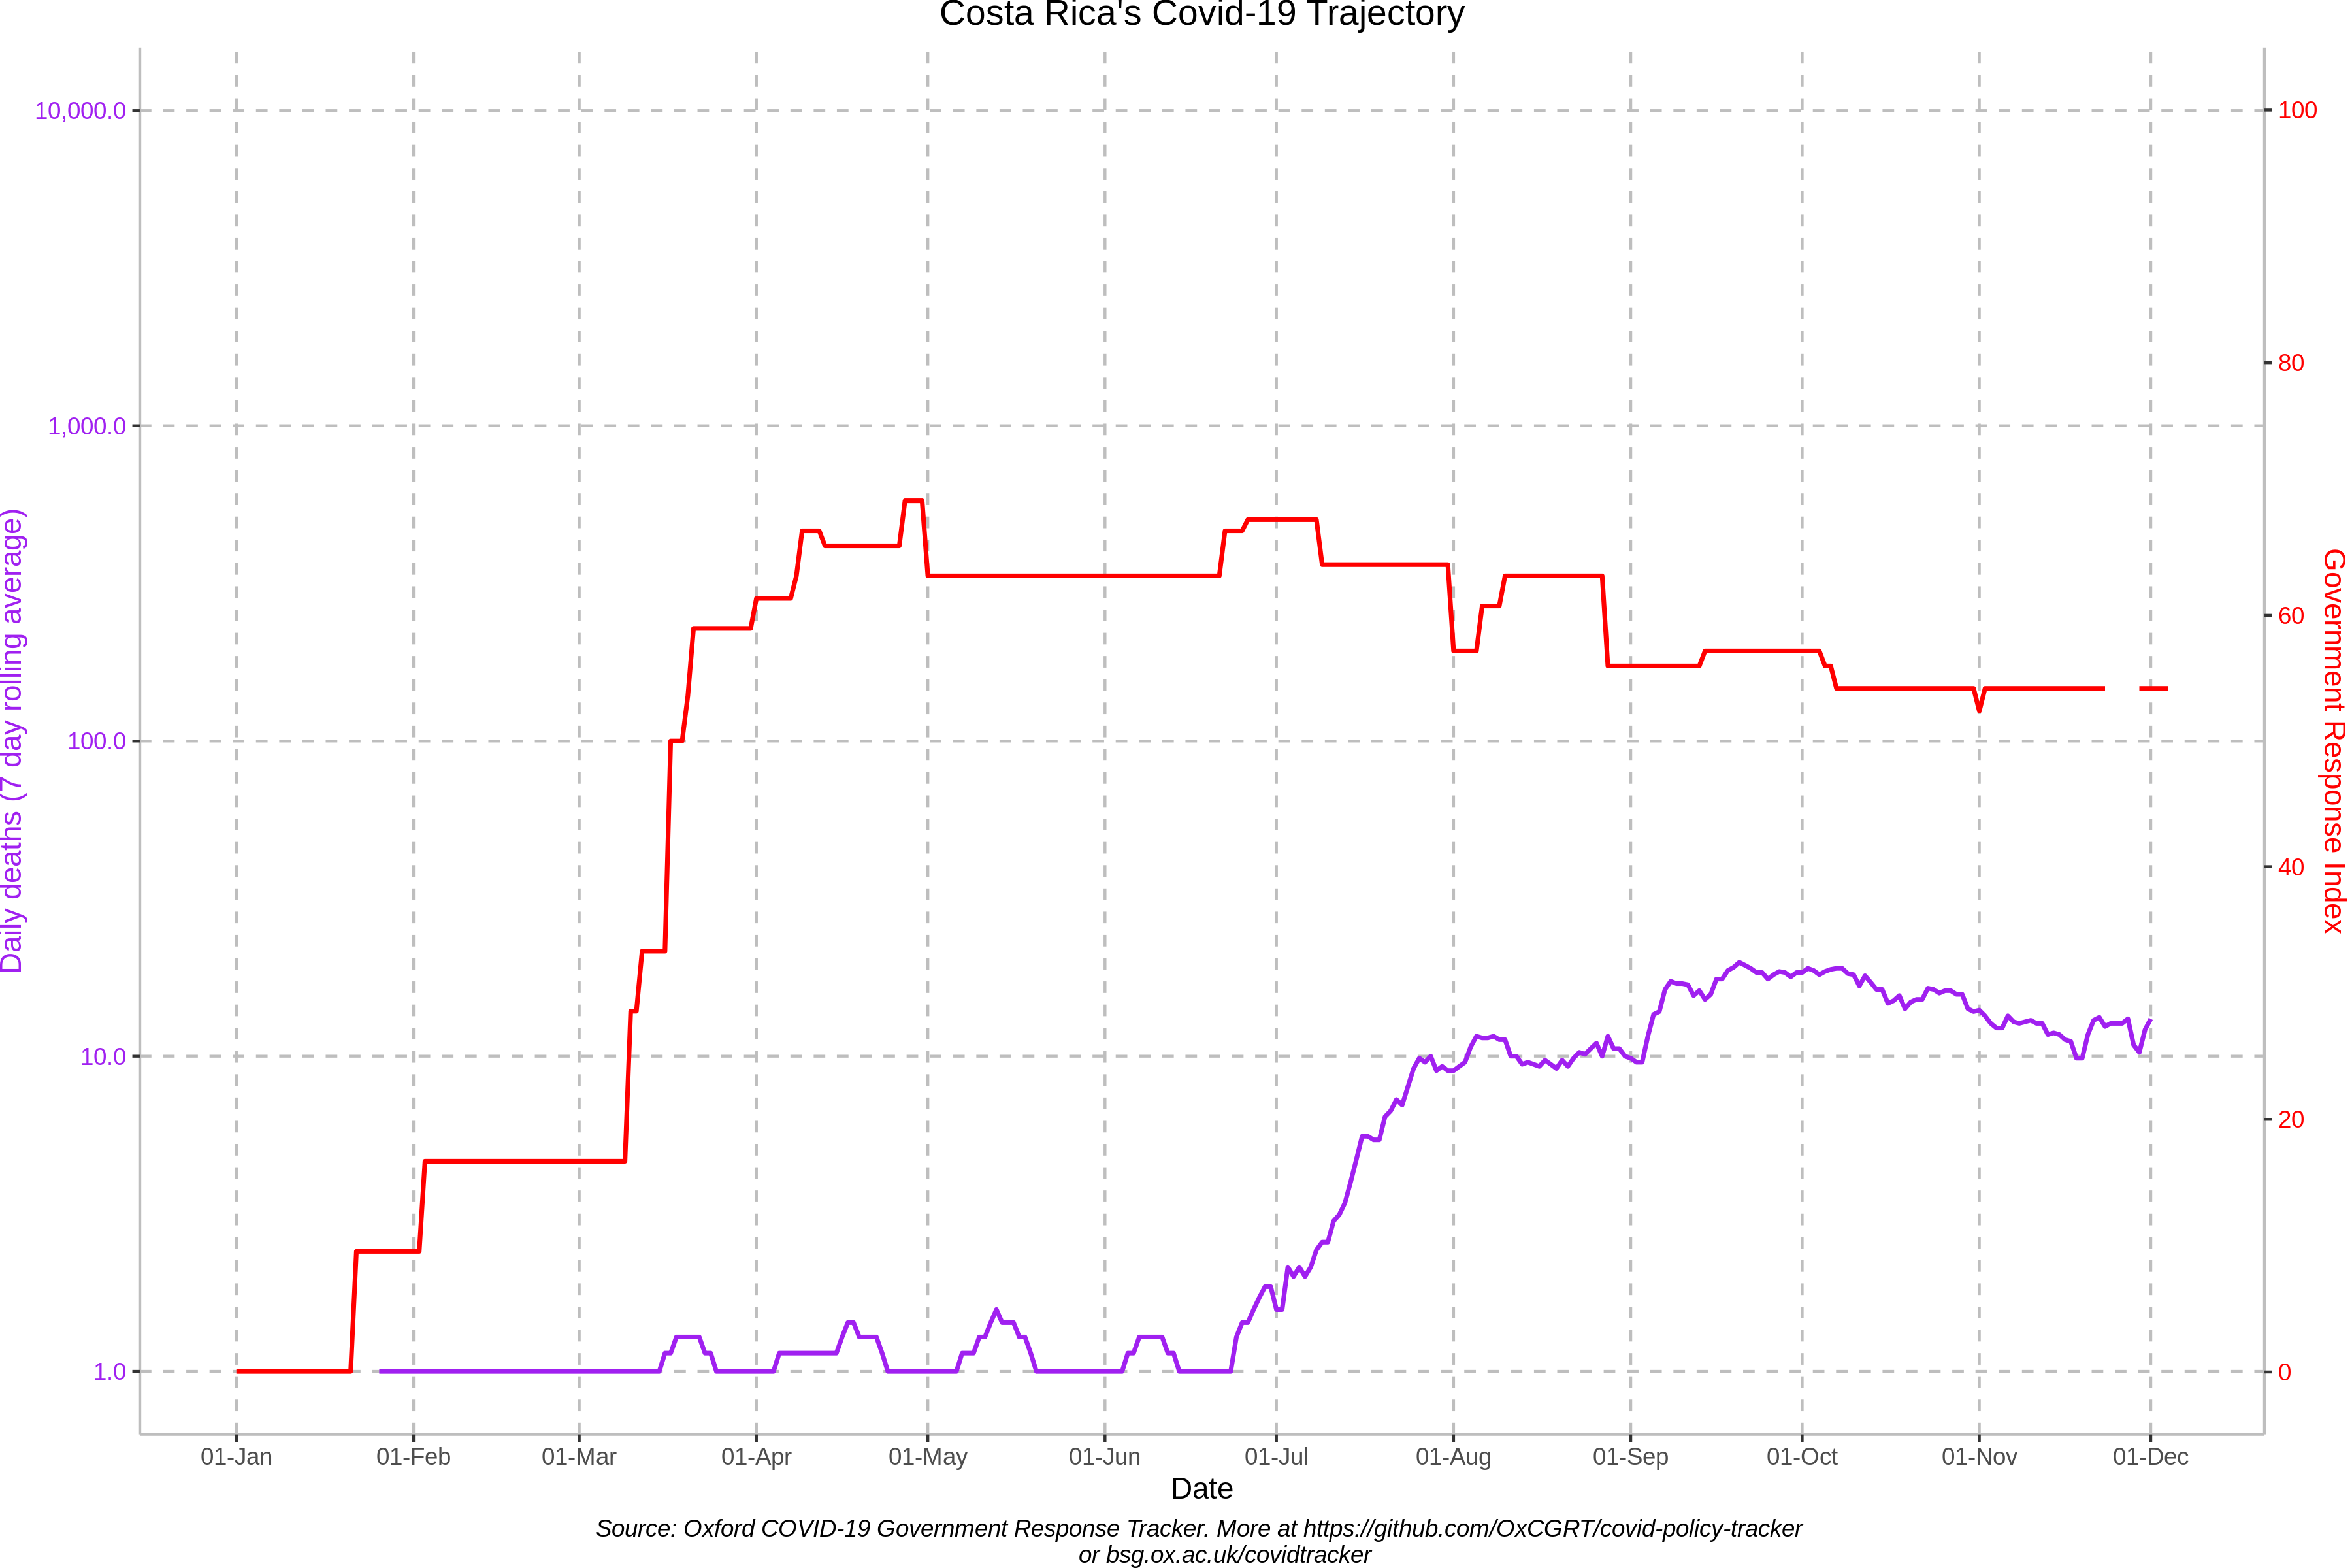 Costa Rica's Covid-19 Trajectory
10,000.0
1,000.0
100.0
10.0
1.0
Daily deaths (7 day rolling average)
100
80
60
40
20
0
Government Response Index
01-Jan 01-Feb 01-Mar 01-Apr 01-May 01-Jun 01-Jul 01-Aug 01-Sep 01-Oct 01-Nov 01-Dec
Date
Source: Oxford COVID-19 Government Response Tracker. More at https://github.com/OxCGRT/covid-policy-tracker
or bsg.ox.ac.uk/covidtracker